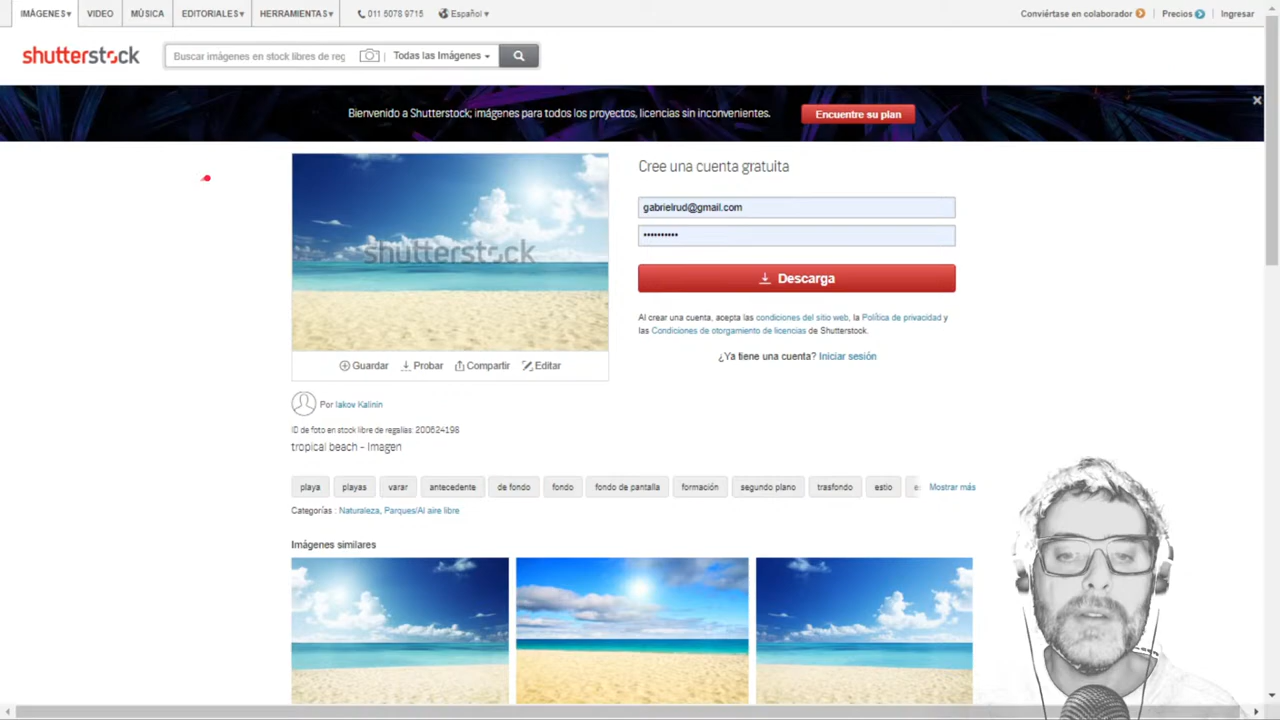 IMÁGENES▾ VIDEO MÚSICA EDITORIALES▾ HERRAMIENTAS▾ 011 5078 9715 Español ▾ Conviértase en colaborador Precios Ingresar
shutterstock Buscar imágenes en stock libres de reg Todas las Imágenes
Bienvenido a Shutterstock; imágenes para todos los proyectos, licencias sin inconvenientes. Encuentre su plan
Cree una cuenta gratuita
gabrielrud@gmail.com
••••••••••
shutterstock
Descarga
Al crear una cuenta, acepta las condiciones del sitio web, la Política de privacidad y
las Condiciones de otorgamiento de licencias de Shutterstock.
¿Ya tiene una cuenta? Iniciar sesión
Guardar Probar Compartir Editar
Por Iakov Kalinin
ID de foto en stock libre de regalías: 200624198
tropical beach - Imagen
playa playas varar antecedente de fondo fondo fondo de pantalla formación segundo plano trasfondo estio Mostrar más
Categorías : Naturaleza, Parques/Al aire libre
Imágenes similares